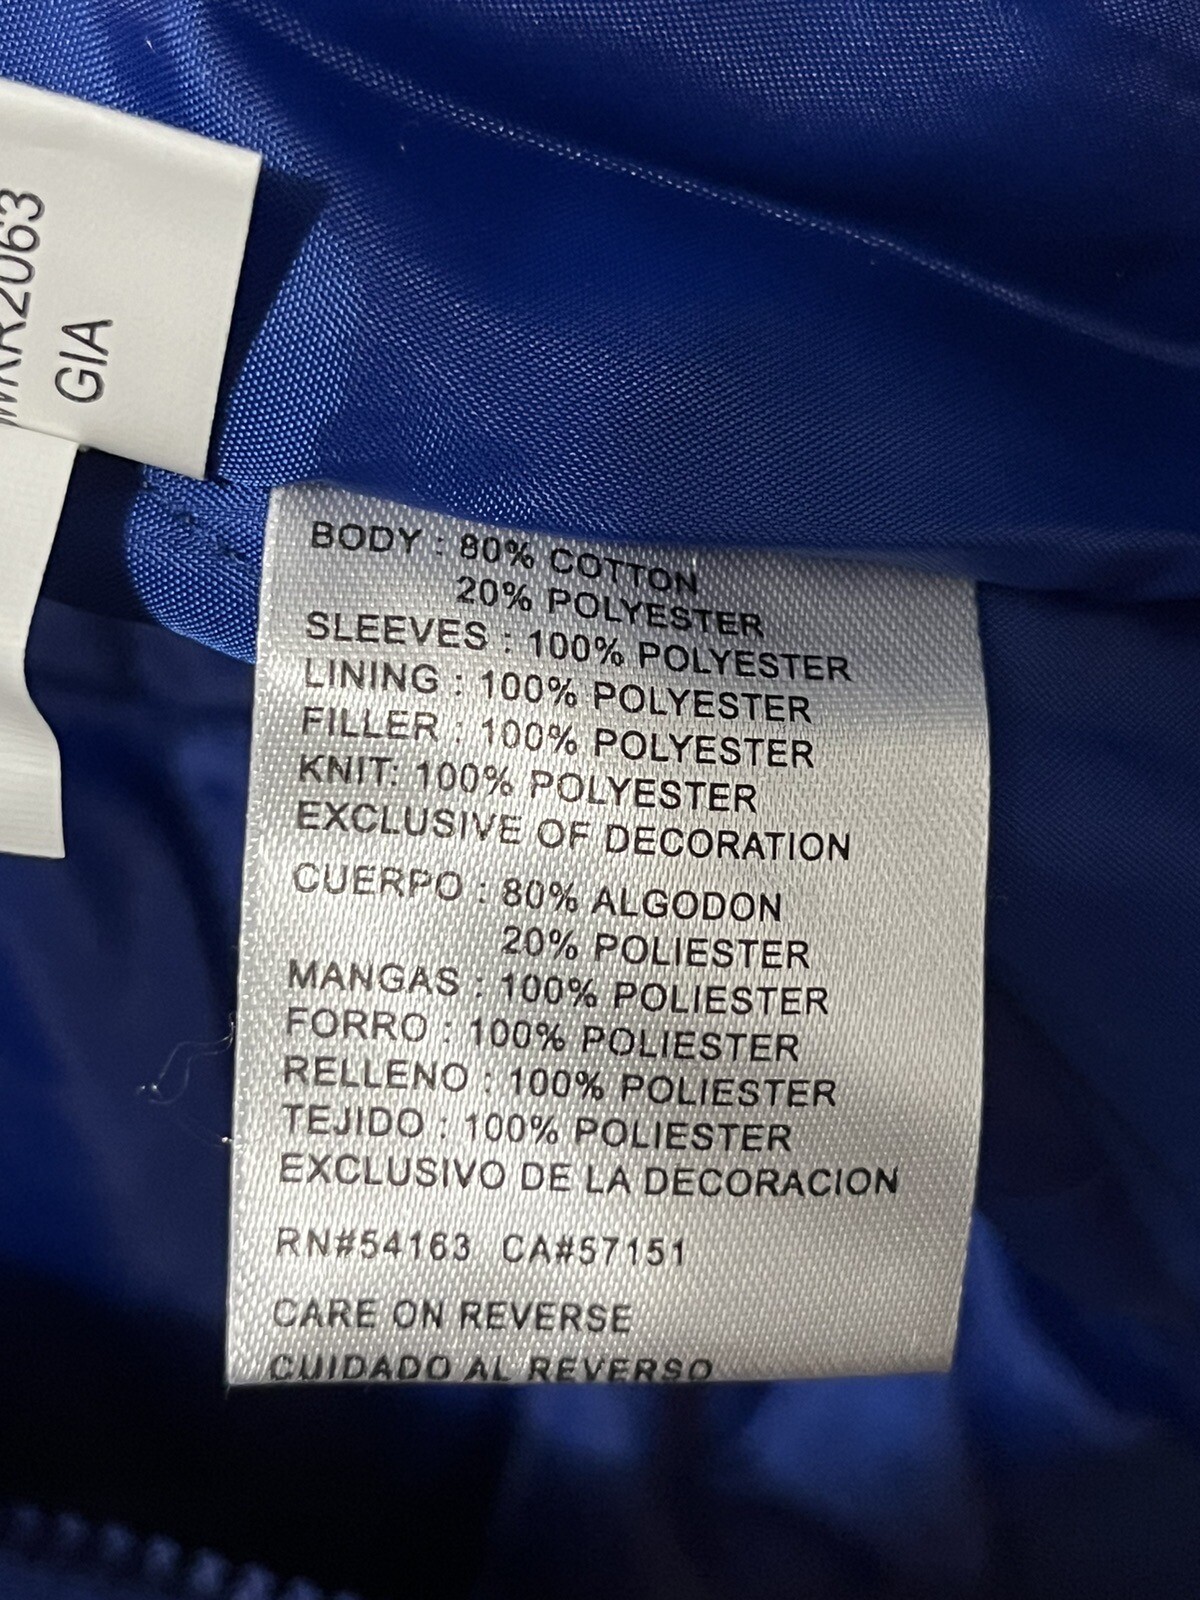 GIA
BODY : 80% COTTON
20% POLYESTER
SLEEVES : 100% POLYESTER
LINING : 100% POLYESTER
FILLER : 100% POLYESTER
KNIT: 100% POLYESTER
EXCLUSIVE OF DECORATION
CUERPO : 80% ALGODON
20% POLIESTER
MANGAS : 100% POLIESTER
FORRO : 100% POLIESTER
RELLENO : 100% POLIESTER
TEJIDO : 100% POLIESTER
EXCLUSIVO DE LA DECORACION
RN#54163 CA#57151
CARE ON REVERSE
CUIDADO AL REVERSO